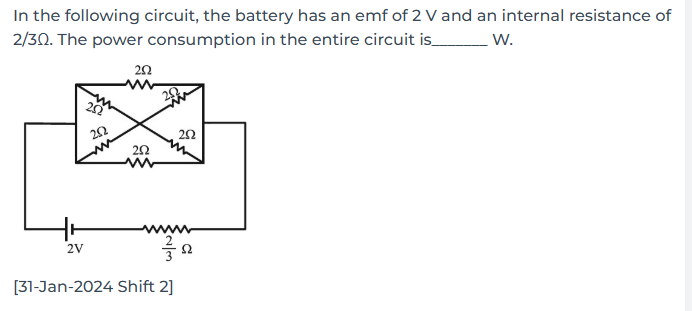 In the following circuit, the battery has an emf of 2 V and an internal resistance of
2/3Ω. The power consumption in the entire circuit is_______ W.
2Ω
2Ω
2Ω
2Ω
2Ω
2Ω
2V
2/3 Ω
[31-Jan-2024 Shift 2]